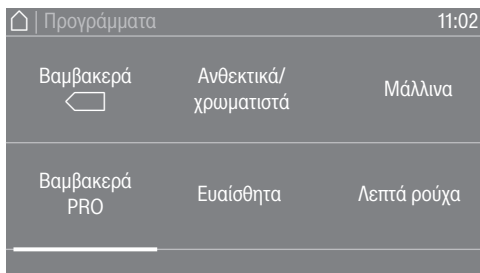 Προγράμματα 11:02
Βαμβακερά
Ανθεκτικά/
χρωματιστά
Μάλλινα
Βαμβακερά
PRO
Ευαίσθητα
Λεπτά ρούχα